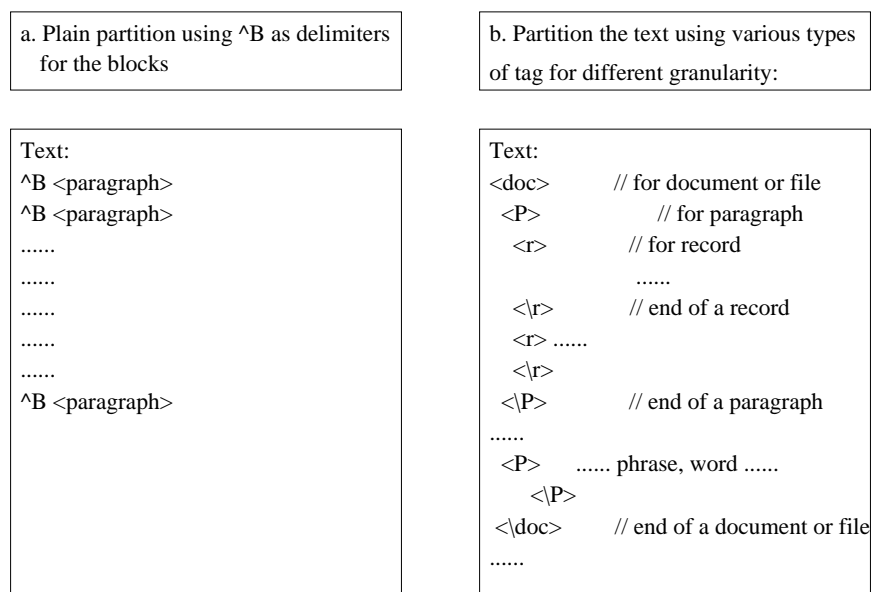 a. Plain partition using ^B as delimiters
for the blocks
Text:
^B <paragraph>
^B <paragraph>
......
......
......
......
......
^B <paragraph>
b. Partition the text using various types
of tag for different granularity:
Text:
<doc> // for document or file
<P> // for paragraph
<r> // for record
......
<\r> // end of a record
<r> ......
<\r>
<\P> // end of a paragraph
......
<P> ...... phrase, word ......
<\P>
<\doc> // end of a document or file
......